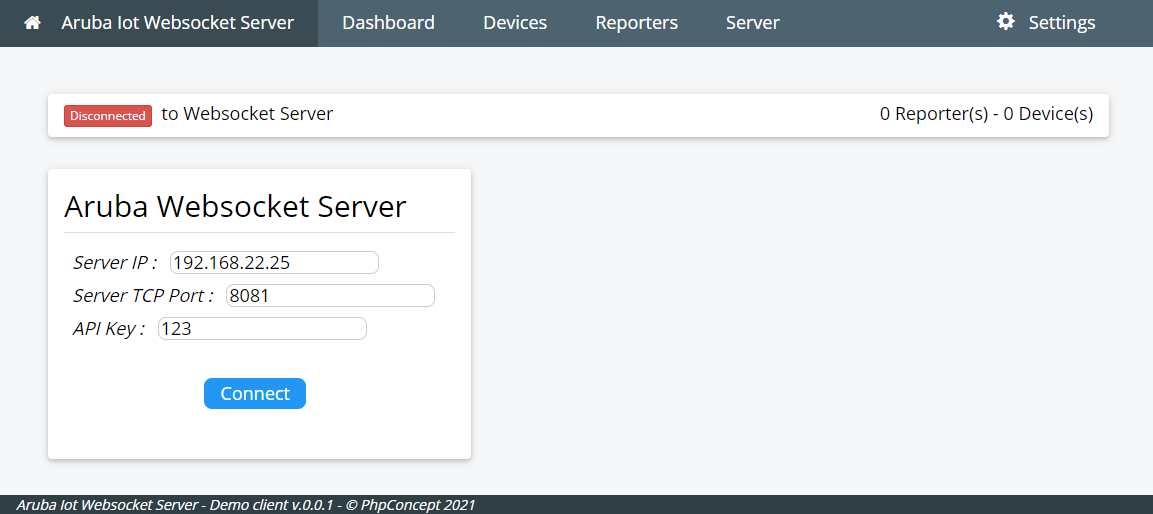 Aruba Iot Websocket Server Dashboard Devices Reporters Server Settings
Disconnected to Websocket Server 0 Reporter(s) - 0 Device(s)
Aruba Websocket Server
Server IP : 192.168.22.25
Server TCP Port : 8081
API Key : 123
Connect
Aruba Iot Websocket Server - Demo client v.0.0.1 - © PhpConcept 2021